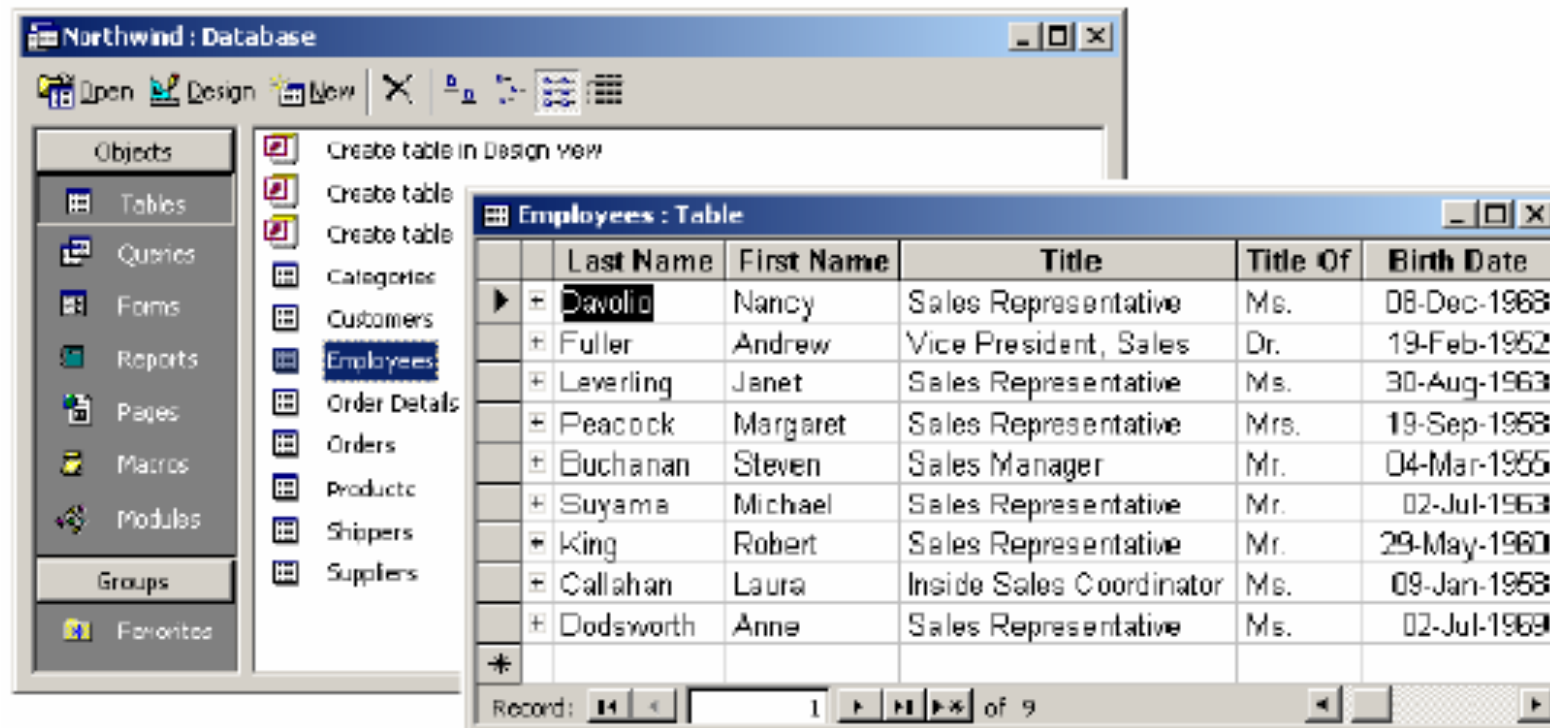 Northwind : Database
Open Design New
Objects
Tables
Queries
Forms
Reports
Pages
Macros
Modules
Groups
Favorites
Create table in Design view
Create table
Create table
Categories
Customers
Employees
Order Details
Orders
Products
Shippers
Suppliers
Employees : Table
Last Name First Name Title Title Of Birth Date
Davolio Nancy Sales Representative Ms. 08-Dec-1968
Fuller Andrew Vice President, Sales Dr. 19-Feb-1952
Leverling Janet Sales Representative Ms. 30-Aug-1963
Peacock Margaret Sales Representative Mrs. 19-Sep-1958
Buchanan Steven Sales Manager Mr. 04-Mar-1955
Suyama Michael Sales Representative Mr. 02-Jul-1963
King Robert Sales Representative Mr. 29-May-1960
Callahan Laura Inside Sales Coordinator Ms. 09-Jan-1958
Dodsworth Anne Sales Representative Ms. 02-Jul-1969
Record: 1 of 9